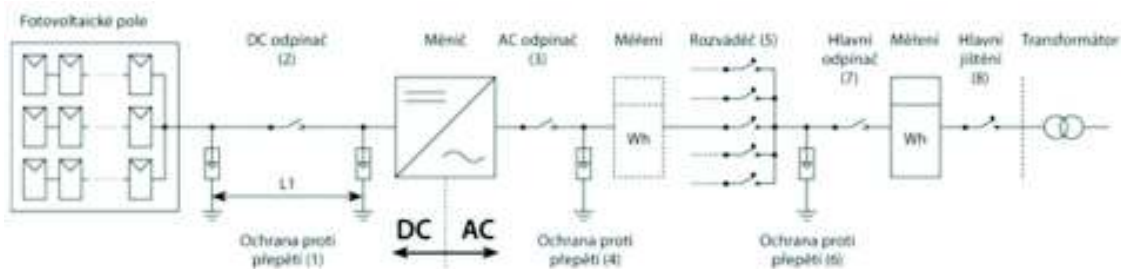 Fotovoltaické pole
DC odpínač
(2)
Měnič
AC odpínač
(3)
Měření
Rozváděč (5)
Hlavní
odpínač
(7)
Měření
Hlavní
jištění
(8)
Transformátor
Wh
Wh
L1
DC AC
Ochrana proti
přepětí (1)
Ochrana proti
přepětí (4)
Ochrana proti
přepětí (6)